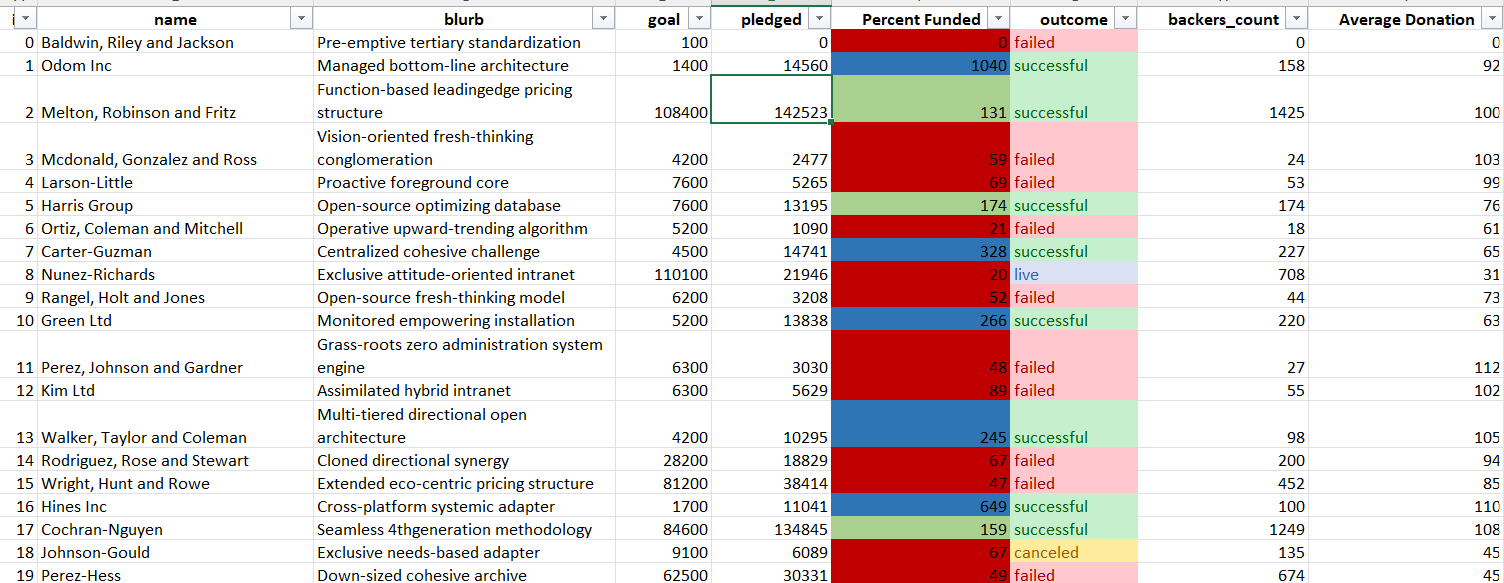 i name blurb goal pledged Percent Funded outcome backers_count Average Donation
0 Baldwin, Riley and Jackson Pre-emptive tertiary standardization 100 0 0 failed 0 0
1 Odom Inc Managed bottom-line architecture 1400 14560 1040 successful 158 92
Function-based leadingedge pricing
2 Melton, Robinson and Fritz structure 108400 142523 131 successful 1425 100
Vision-oriented fresh-thinking
3 Mcdonald, Gonzalez and Ross conglomeration 4200 2477 59 failed 24 103
4 Larson-Little Proactive foreground core 7600 5265 69 failed 53 99
5 Harris Group Open-source optimizing database 7600 13195 174 successful 174 76
6 Ortiz, Coleman and Mitchell Operative upward-trending algorithm 5200 1090 21 failed 18 61
7 Carter-Guzman Centralized cohesive challenge 4500 14741 328 successful 227 65
8 Nunez-Richards Exclusive attitude-oriented intranet 110100 21946 20 live 708 31
9 Rangel, Holt and Jones Open-source fresh-thinking model 6200 3208 52 failed 44 73
10 Green Ltd Monitored empowering installation 5200 13838 266 successful 220 63
Grass-roots zero administration system
11 Perez, Johnson and Gardner engine 6300 3030 48 failed 27 112
12 Kim Ltd Assimilated hybrid intranet 6300 5629 89 failed 55 102
Multi-tiered directional open
13 Walker, Taylor and Coleman architecture 4200 10295 245 successful 98 105
14 Rodriguez, Rose and Stewart Cloned directional synergy 28200 18829 67 failed 200 94
15 Wright, Hunt and Rowe Extended eco-centric pricing structure 81200 38414 47 failed 452 85
16 Hines Inc Cross-platform systemic adapter 1700 11041 649 successful 100 110
17 Cochran-Nguyen Seamless 4thgeneration methodology 84600 134845 159 successful 1249 108
18 Johnson-Gould Exclusive needs-based adapter 9100 6089 67 canceled 135 45
19 Perez-Hess Down-sized cohesive archive 62500 30331 49 failed 674 45